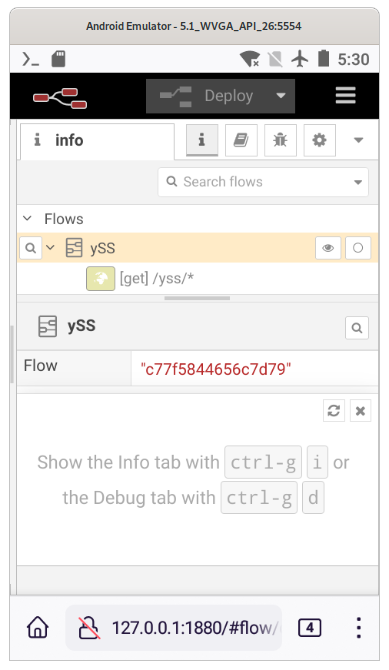 Android Emulator - 5.1_WVGA_API_26:5554
5:30
Deploy
i info
i
Search flows
Flows
ySS
[get] /yss/*
ySS
Flow "c77f5844656c7d79"
Show the Info tab with ctrl-g i or
the Debug tab with ctrl-g d
127.0.0.1:1880/#flow/
4